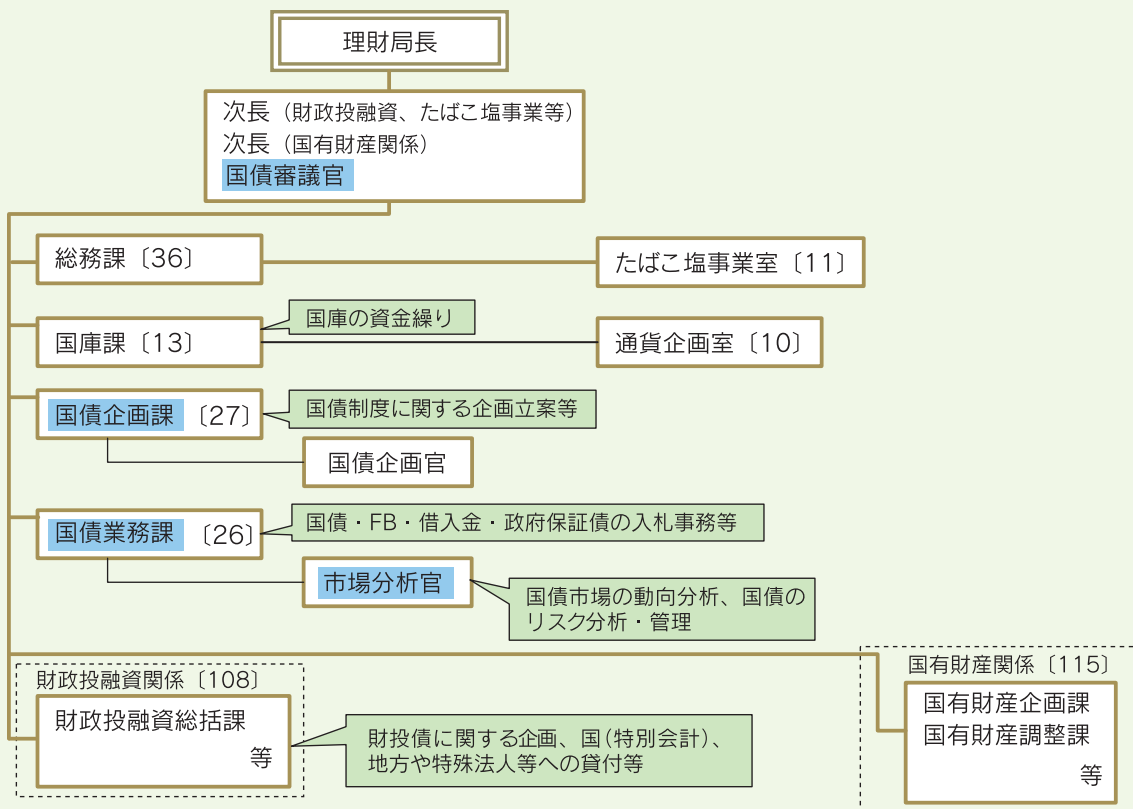 理財局長
次長（財政投融資、たばこ塩事業等）
次長（国有財産関係）
国債審議官
総務課〔36〕
たばこ塩事業室〔11〕
国庫の資金繰り
国庫課〔13〕
通貨企画室〔10〕
国債企画課〔27〕
国債制度に関する企画立案等
国債企画官
国債業務課〔26〕
国債・FB・借入金・政府保証債の入札事務等
市場分析官
国債市場の動向分析、国債の
リスク分析・管理
財政投融資関係〔108〕
財政投融資総括課
等
財投債に関する企画、国(特別会計)、
地方や特殊法人等への貸付等
国有財産関係〔115〕
国有財産企画課
国有財産調整課
等